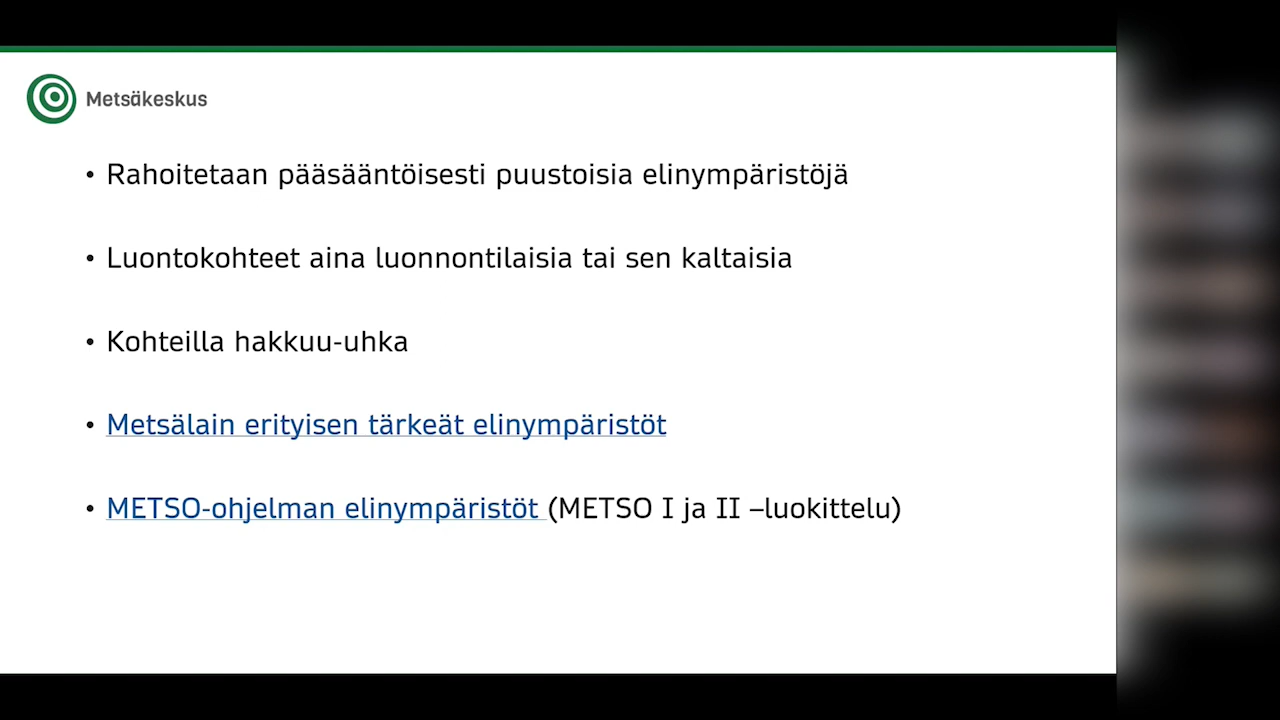 Metsäkeskus
• Rahoitetaan pääsääntöisesti puustoisia elinympäristöjä
• Luontokohteet aina luonnontilaisia tai sen kaltaisia
• Kohteilla hakkuu-uhka
• Metsälain erityisen tärkeät elinympäristöt
• METSO-ohjelman elinympäristöt (METSO I ja II –luokittelu)